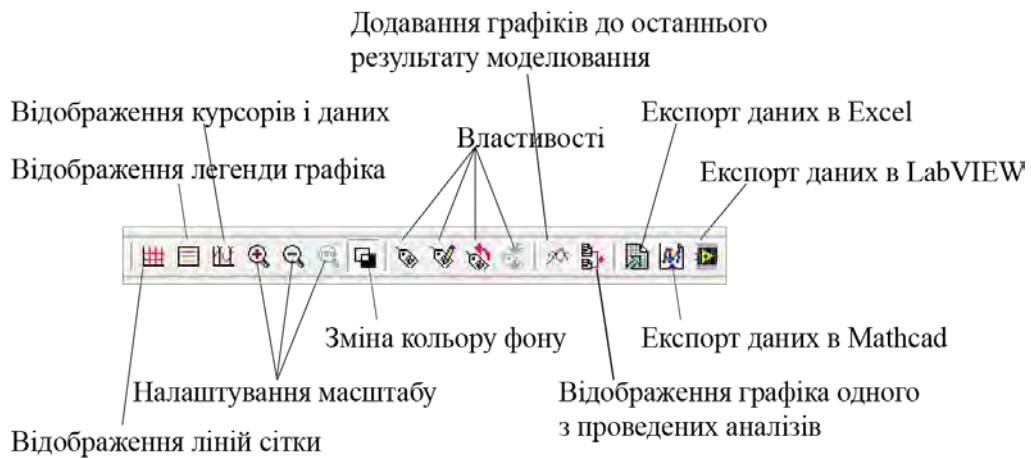 Додавання графіків до останнього
результату моделювання
Відображення курсорів і даних
Властивості
Експорт даних в Excel
Відображення легенди графіка
Експорт даних в LabVIEW
Зміна кольору фону
Експорт даних в Mathcad
Налаштування масштабу
Відображення графіка одного
з проведених аналізів
Відображення ліній сітки